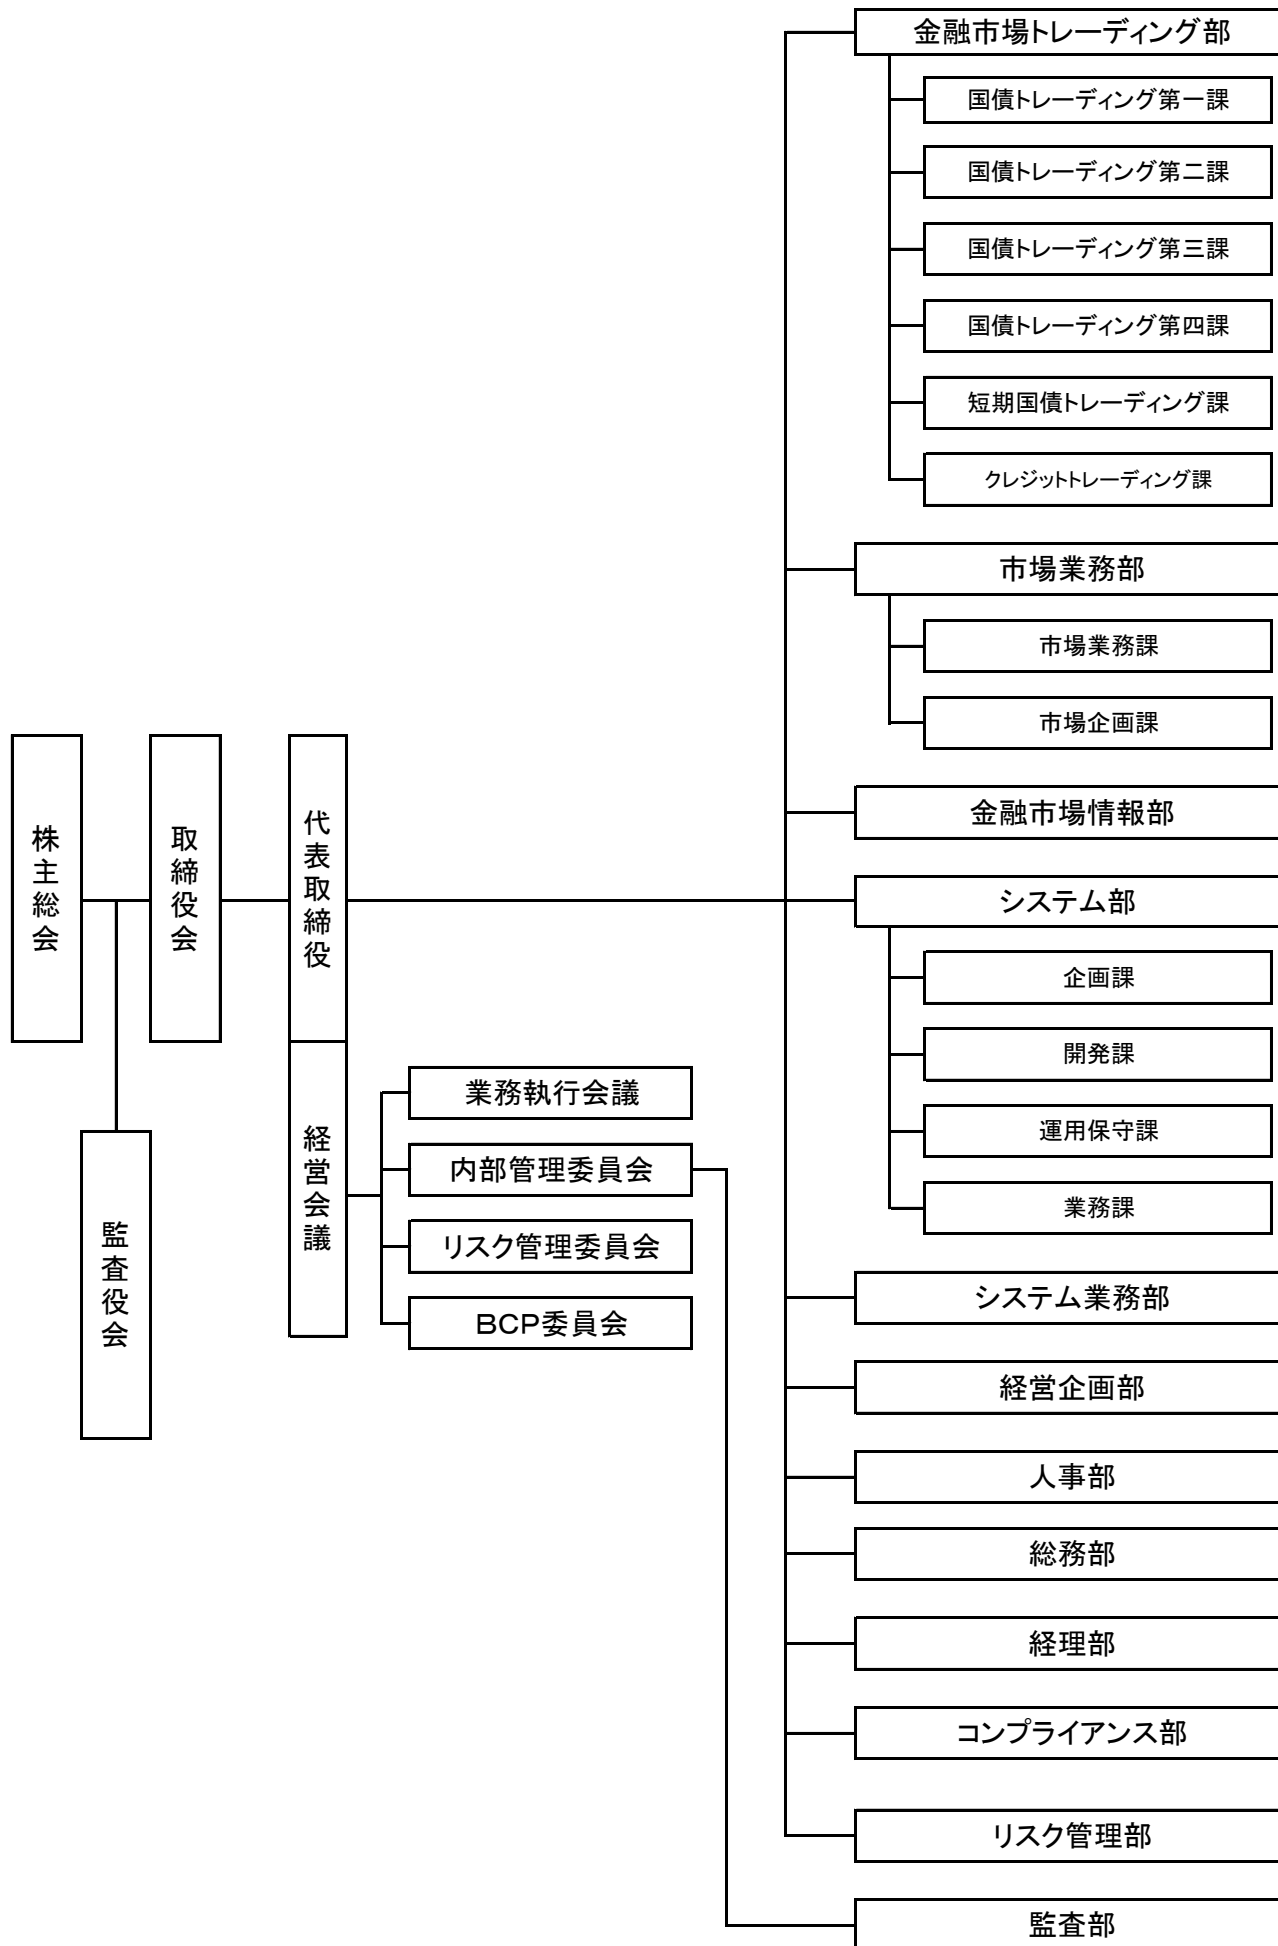 株主総会
取締役会
監査役会
代表取締役
経営会議
業務執行会議
内部管理委員会
リスク管理委員会
BCP委員会
金融市場トレーディング部
国債トレーディング第一課
国債トレーディング第二課
国債トレーディング第三課
国債トレーディング第四課
短期国債トレーディング課
クレジットトレーディング課
市場業務部
市場業務課
市場企画課
金融市場情報部
システム部
企画課
開発課
運用保守課
業務課
システム業務部
経営企画部
人事部
総務部
経理部
コンプライアンス部
リスク管理部
監査部